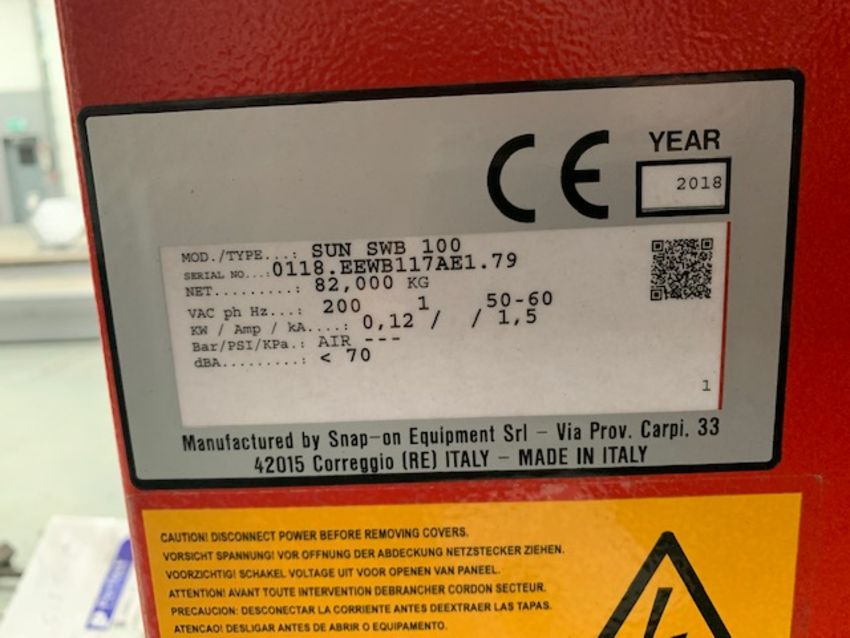 CE YEAR
2018
MOD./TYPE...: SUN SWB 100
SERIAL NO...:0118.EEWB117AE1.79
NET.........: 82,000 KG
VAC ph Hz...: 200 1 50-60
KW / Amp / kA....: 0,12 / / 1,5
Bar/PSI/KPa.: AIR ---
dBA.........: < 70
1
Manufactured by Snap-on Equipment Srl - Via Prov. Carpi, 33
42015 Correggio (RE) ITALY - MADE IN ITALY
CAUTION! DISCONNECT POWER BEFORE REMOVING COVERS.
VORSICHT SPANNUNG! VOR OFFNUNG DER ABDECKUNG NETZSTECKER ZIEHEN.
VOORZICHTIG! SCHAKEL VOLTAGE UIT VOOR OPENEN VAN PANEEL.
ATTENTION! AVANT TOUTE INTERVENTION DEBRANCHER CORDON SECTEUR.
PRECAUCION: DESCONECTAR LA CORRIENTE ANTES DEEXTRAER LAS TAPAS.
ATENCAO! DESLIGAR ANTES DE ABRIR O EQUIPAMENTO.